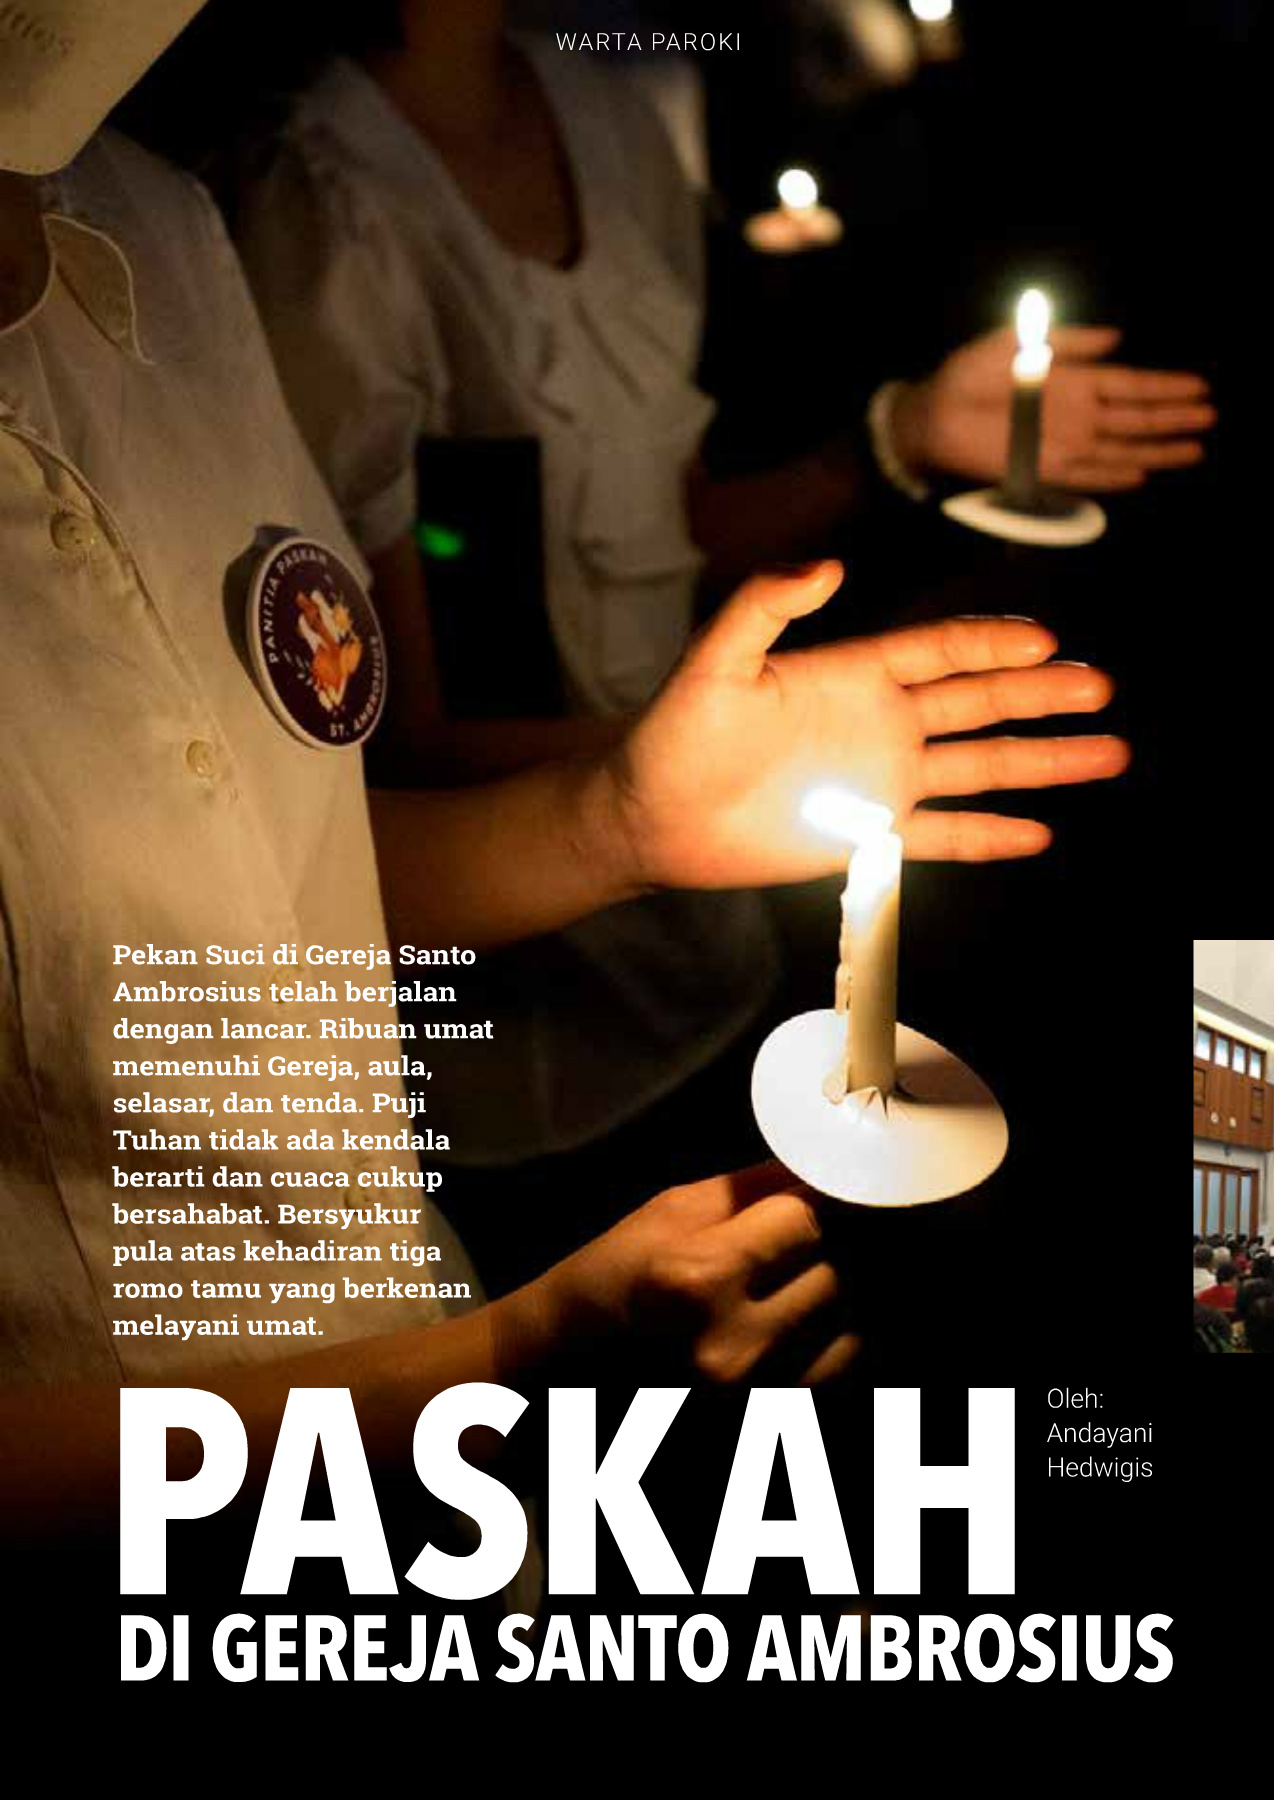 WARTA PAROKI
PANITIA PASKAH
ST. AMBROSIUS
Pekan Suci di Gereja Santo
Ambrosius telah berjalan
dengan lancar. Ribuan umat
memenuhi Gereja, aula,
selasar, dan tenda. Puji
Tuhan tidak ada kendala
berarti dan cuaca cukup
bersahabat. Bersyukur
pula atas kehadiran tiga
romo tamu yang berkenan
melayani umat.
PASKAH
Oleh:
Andayani
Hedwigis
DI GEREJA SANTO AMBROSIUS